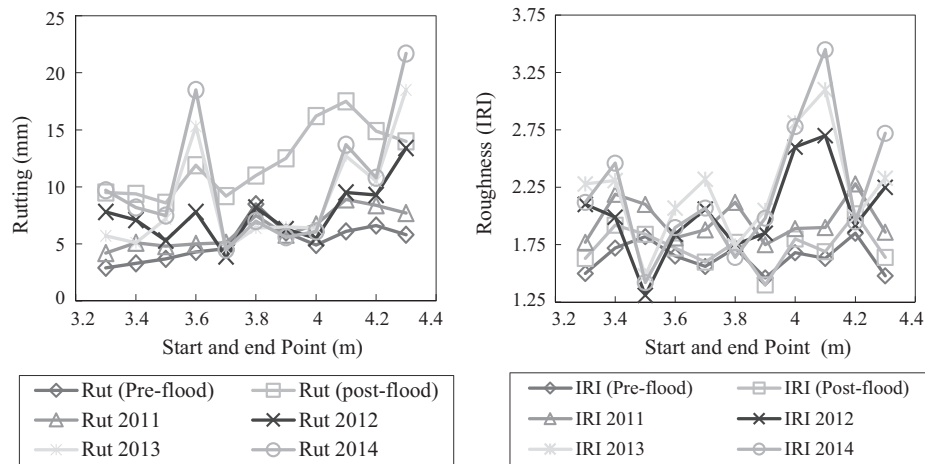 25
20
15
10
5
0
Rutting (mm)
3.2 3.4 3.6 3.8 4 4.2 4.4
Start and end Point (m)
Rut (Pre-flood) Rut (post-flood)
Rut 2011 Rut 2012
Rut 2013 Rut 2014
3.75
3.25
2.75
2.25
1.75
1.25
Roughness (IRI)
3.2 3.4 3.6 3.8 4 4.2 4.4
Start and end Point (m)
IRI (Pre-flood) IRI (Post-flood)
IRI 2011 IRI 2012
IRI 2013 IRI 2014